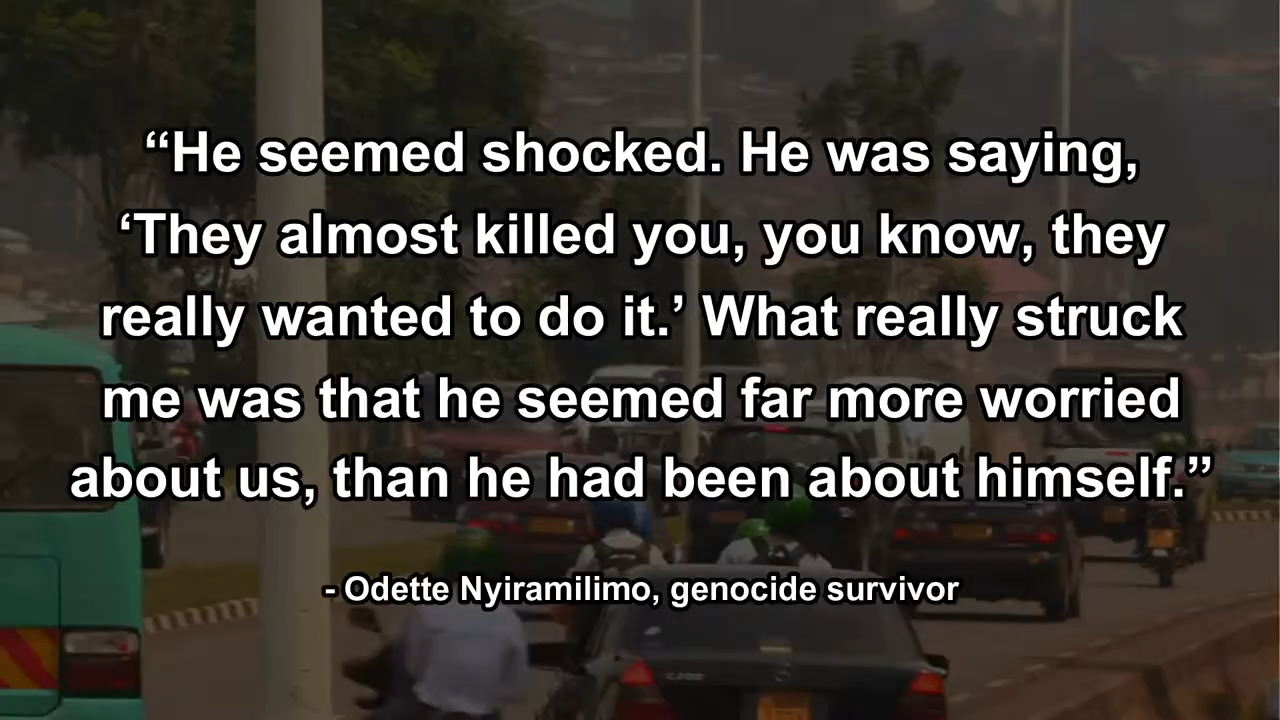 “He seemed shocked. He was saying,
‘They almost killed you, you know, they
really wanted to do it.’ What really struck
me was that he seemed far more worried
about us, than he had been about himself.”
- Odette Nyiramilimo, genocide survivor